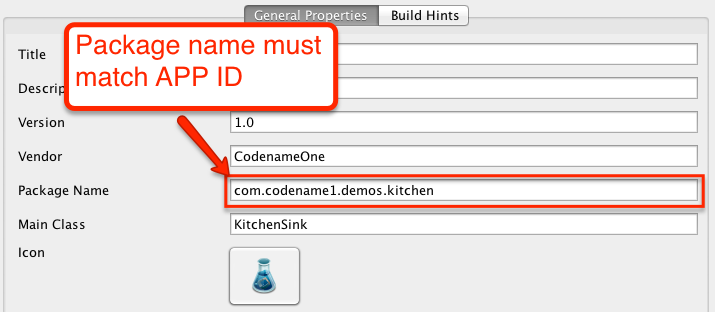 General Properties Build Hints
Package name must
match APP ID
Title
Descrip
Version 1.0
Vendor CodenameOne
Package Name com.codename1.demos.kitchen
Main Class KitchenSink
Icon